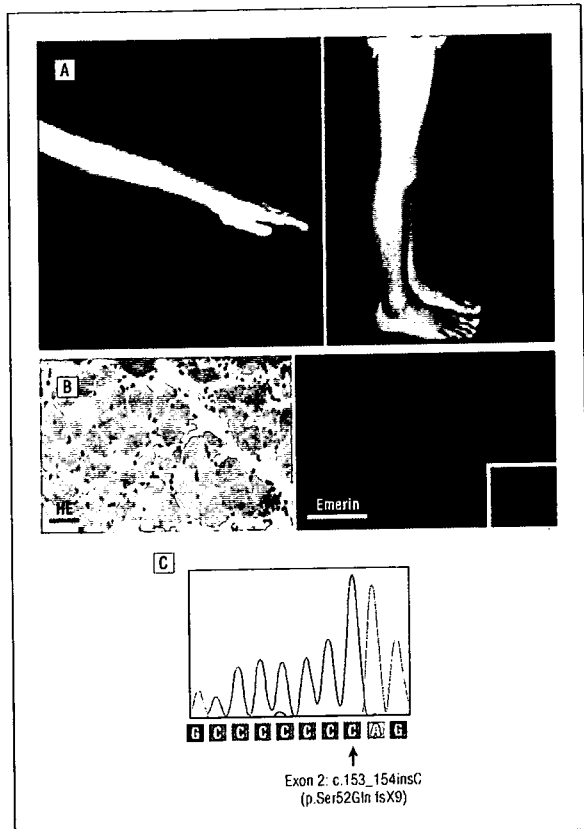 A
B
HE
Emerin
C
G C C C C C C C A G
Exon 2: c.153_154insC
(p.Ser52Gln fsX9)